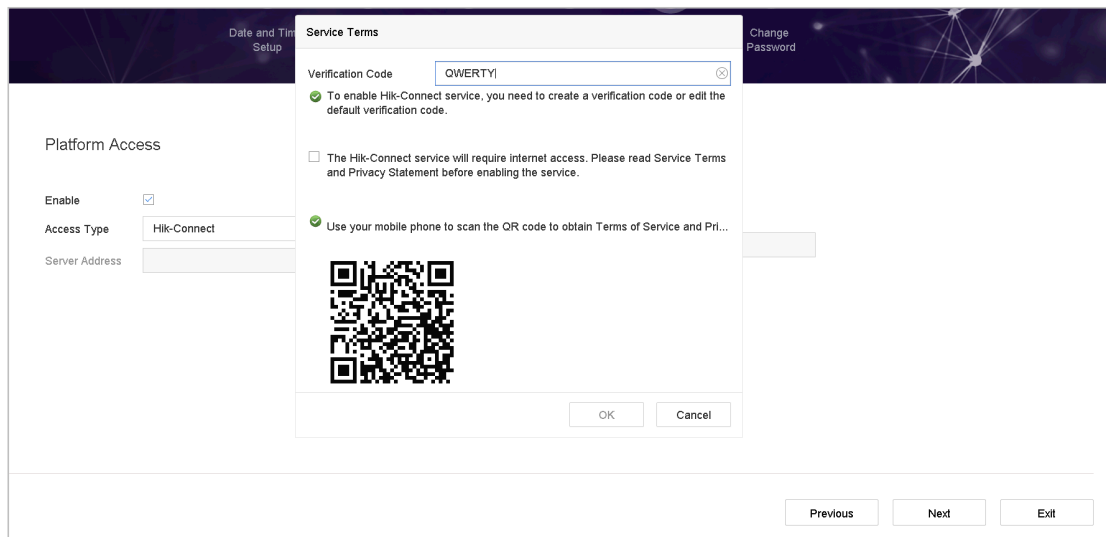 Date and Tim
Setup
Service Terms
Change
Password
Verification Code
QWERTY
To enable Hik-Connect service, you need to create a verification code or edit the
default verification code.
Platform Access
The Hik-Connect service will require internet access. Please read Service Terms
and Privacy Statement before enabling the service.
Enable
Access Type
Hik-Connect
Use your mobile phone to scan the QR code to obtain Terms of Service and Pri...
Server Address
OK
Cancel
Previous
Next
Exit